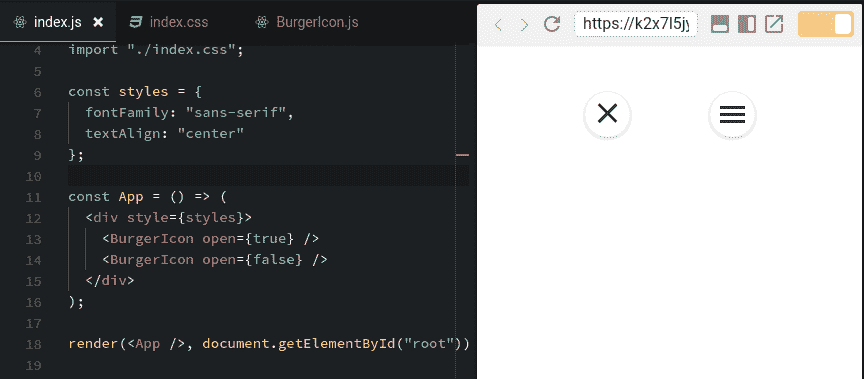 index.js × index.css BurgerIcon.js
https://k2x7l5jy
4 import "./index.css";
5
6 const styles = {
7 fontFamily: "sans-serif",
8 textAlign: "center"
9 };
10
11 const App = () => (
12 <div style={styles}>
13 <BurgerIcon open={true} />
14 <BurgerIcon open={false} />
15 </div>
16 );
17
18 render(<App />, document.getElementById("root"))
19